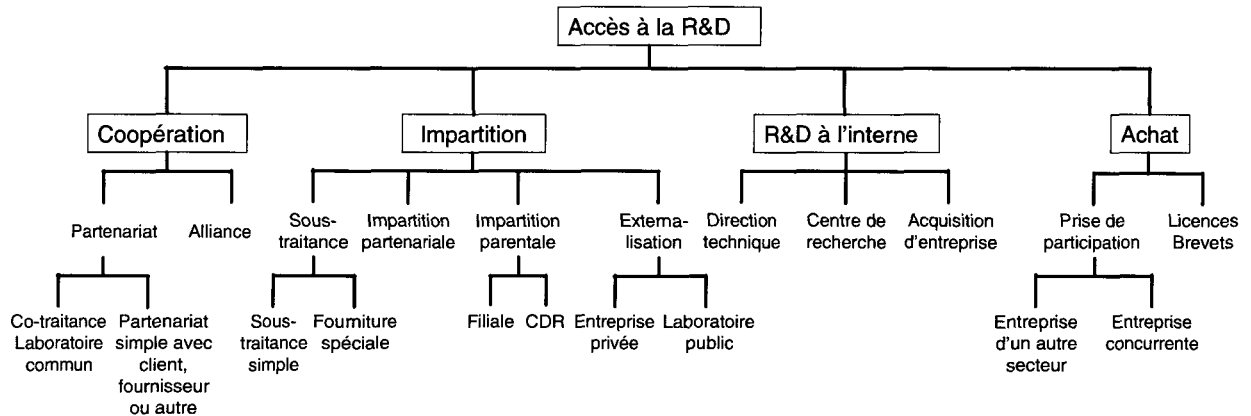 Accès à la R&D
Coopération
Impartition
R&D à l'interne
Achat
Partenariat
Alliance
Sous-
traitance
Impartition
partenariale
Impartition
parentale
Externa-
lisation
Direction
technique
Centre de
recherche
Acquisition
d'entreprise
Prise de
participation
Licences
Brevets
Co-traitance
Laboratoire
commun
Partenariat
simple avec
client,
fournisseur
ou autre
Sous-
traitance
simple
Fourniture
spéciale
Filiale
CDR
Entreprise
privée
Laboratoire
public
Entreprise
d'un autre
secteur
Entreprise
concurrente